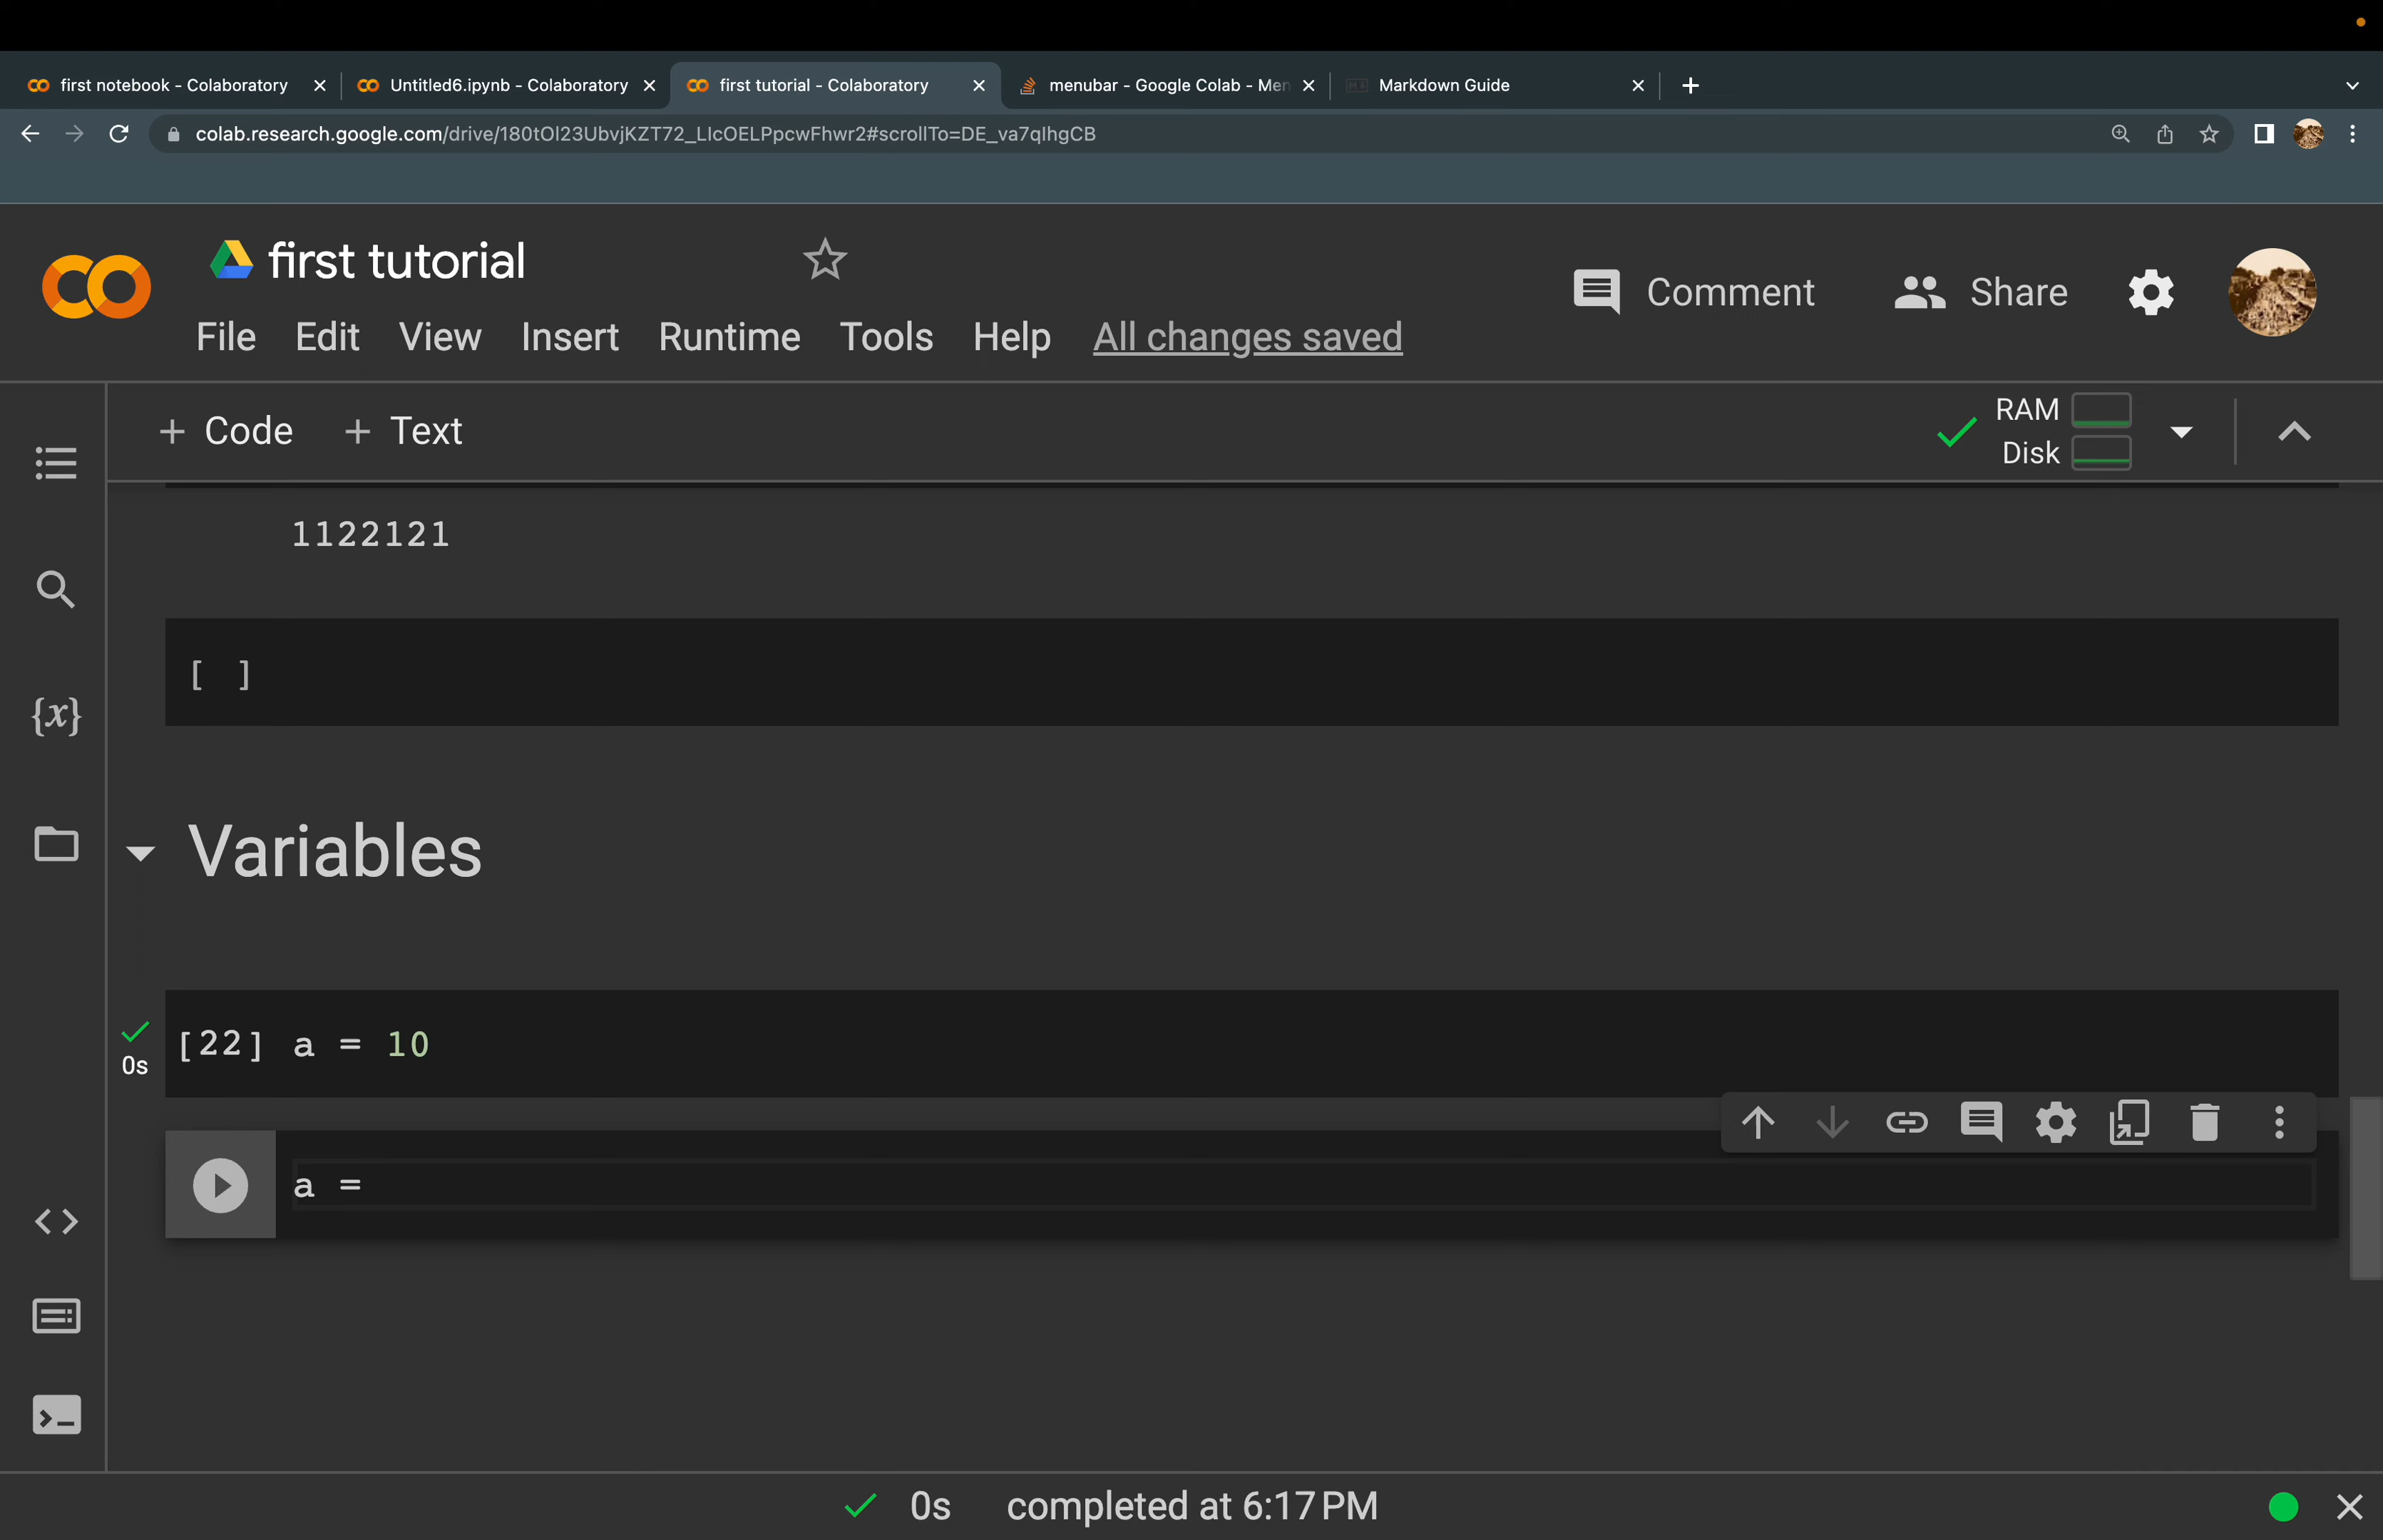 first notebook - Colaboratory
Untitled6.ipynb - Colaboratory
first tutorial - Colaboratory
menubar - Google Colab - Men
Markdown Guide
colab.research.google.com/drive/180tOl23UbvjKZT72_LIcOELPpcwFhwr2#scrollTo=DE_va7qIhgCB
first tutorial
Comment
Share
File Edit View Insert Runtime Tools Help All changes saved
+ Code + Text
RAM
Disk
1122121
[ ]
{x}
Variables
[22] a = 10
0s
a =
0s completed at 6:17 PM